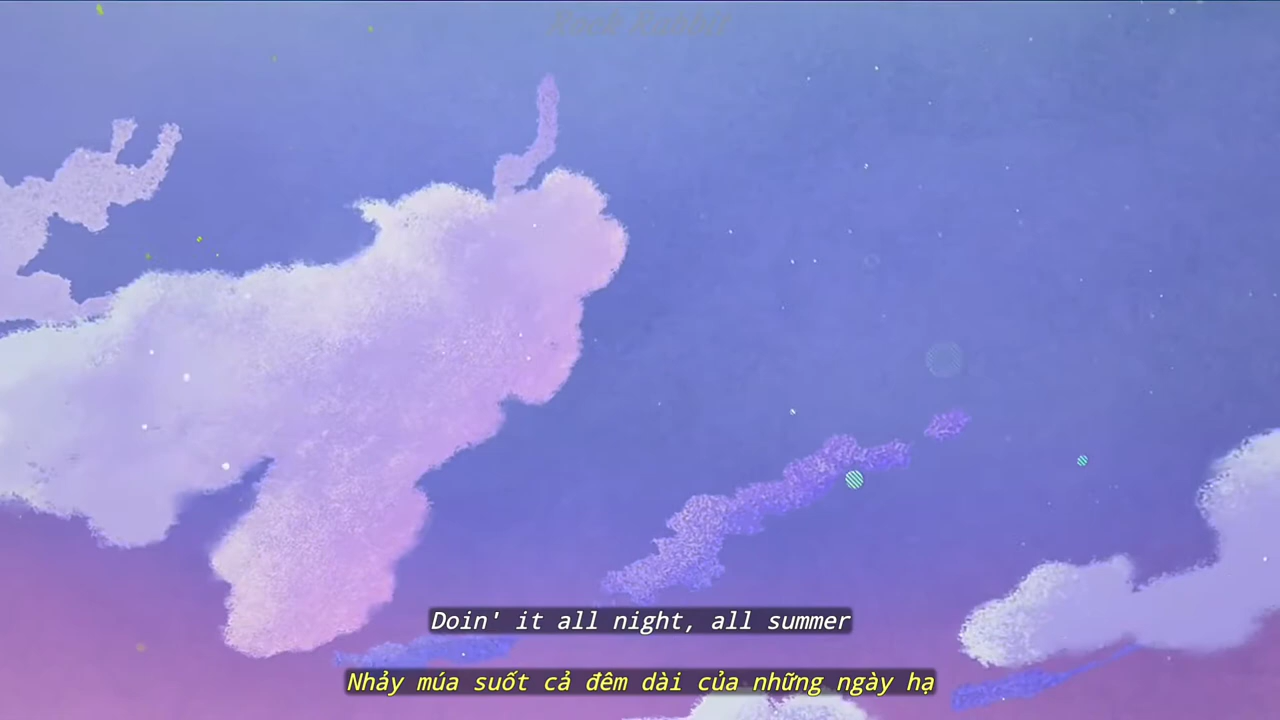 Doin' it all night, all summer
Nhảy múa suốt cả đêm dài của những ngày hạ